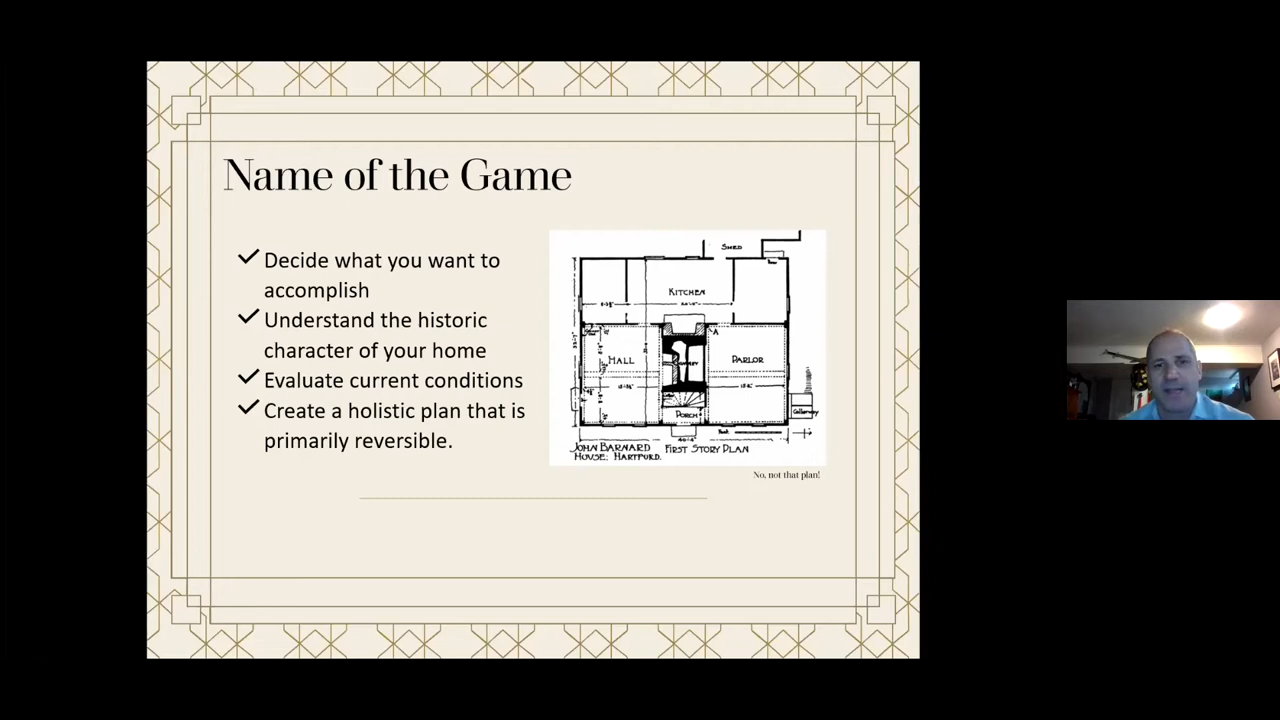 Name of the Game
✓ Decide what you want to
accomplish
✓ Understand the historic
character of your home
✓ Evaluate current conditions
✓ Create a holistic plan that is
primarily reversible.
SHED
KITCHEN
HALL
PARLOR
A
PORCH
JOHN BARNARD FIRST STORY PLAN
HOUSE: HARTFORD.
No, not that plan!